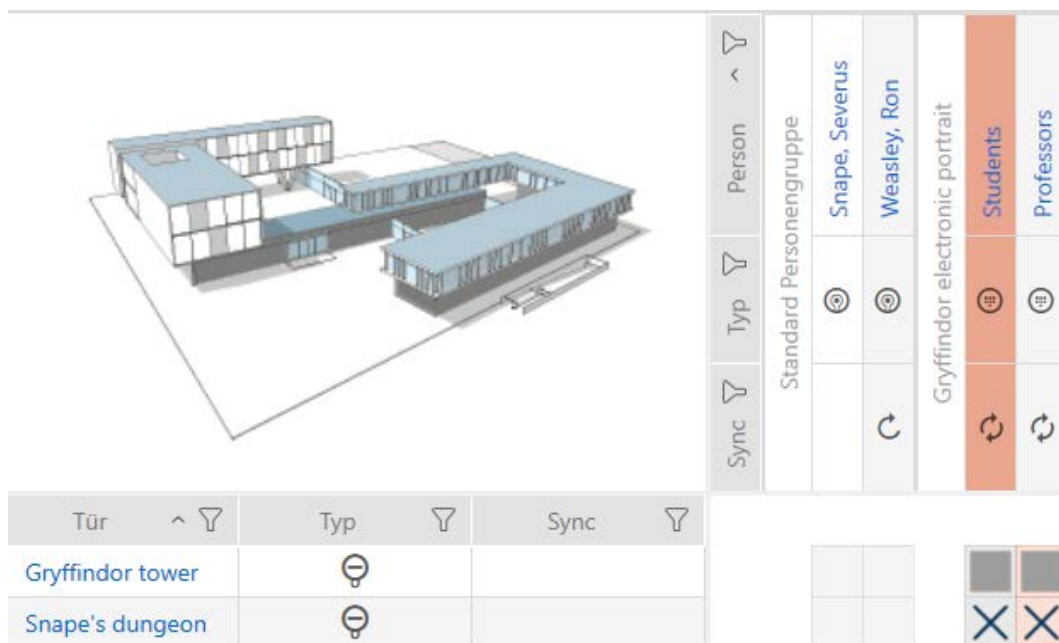 Person
Typ
Sync
Standard Personengruppe
Snape, Severus
Weasley, Ron
Gryffindor electronic portrait
Students
Professors
Tür Typ Sync
Gryffindor tower
Snape's dungeon